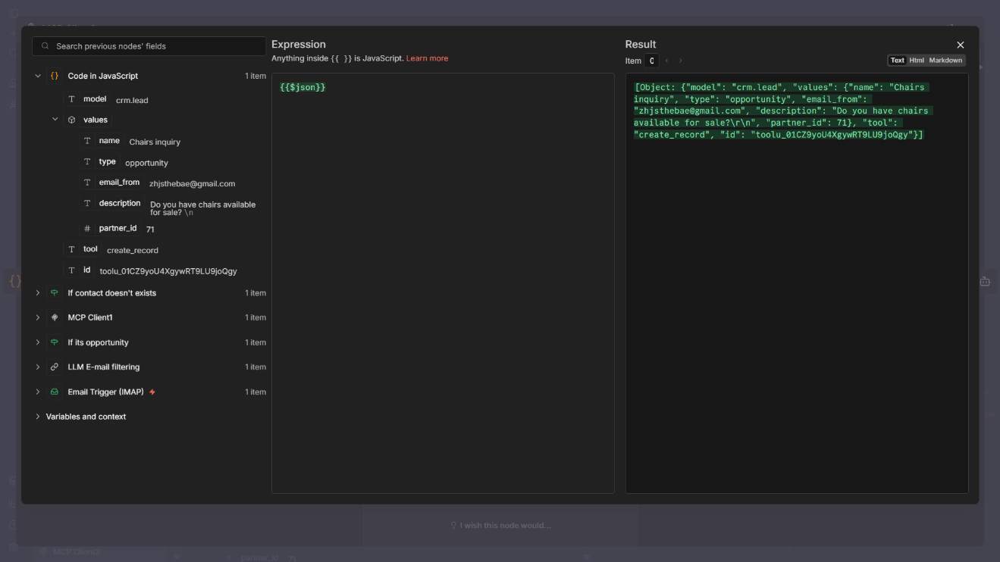 Search previous nodes' fields
Code in JavaScript 1 item
model crm.lead
values
name Chairs inquiry
type opportunity
email_from zhjsthebae@gmail.com
description Do you have chairs available
for sale? \n
partner_id 71
tool create_record
id toolu_01CZ9yoU4XgywRT9LU9joQgy
If contact doesn't exists 1 item
MCP Client1 1 item
If its opportunity 1 item
LLM E-mail filtering 1 item
Email Trigger (IMAP) 1 item
Variables and context
Expression
Anything inside {{ }} is JavaScript. Learn more
{{$json}}
Result
Item 0
Text Html Markdown
[Object: {"model": "crm.lead", "values": {"name": "Chairs
inquiry", "type": "opportunity", "email_from":
"zhjsthebae@gmail.com", "description": "Do you have chairs
available for sale?\r\n", "partner_id": 71}, "tool":
"create_record", "id": "toolu_01CZ9yoU4XgywRT9LU9joQgy"}]
I wish this node would...
MCP Client2
partner_id 71